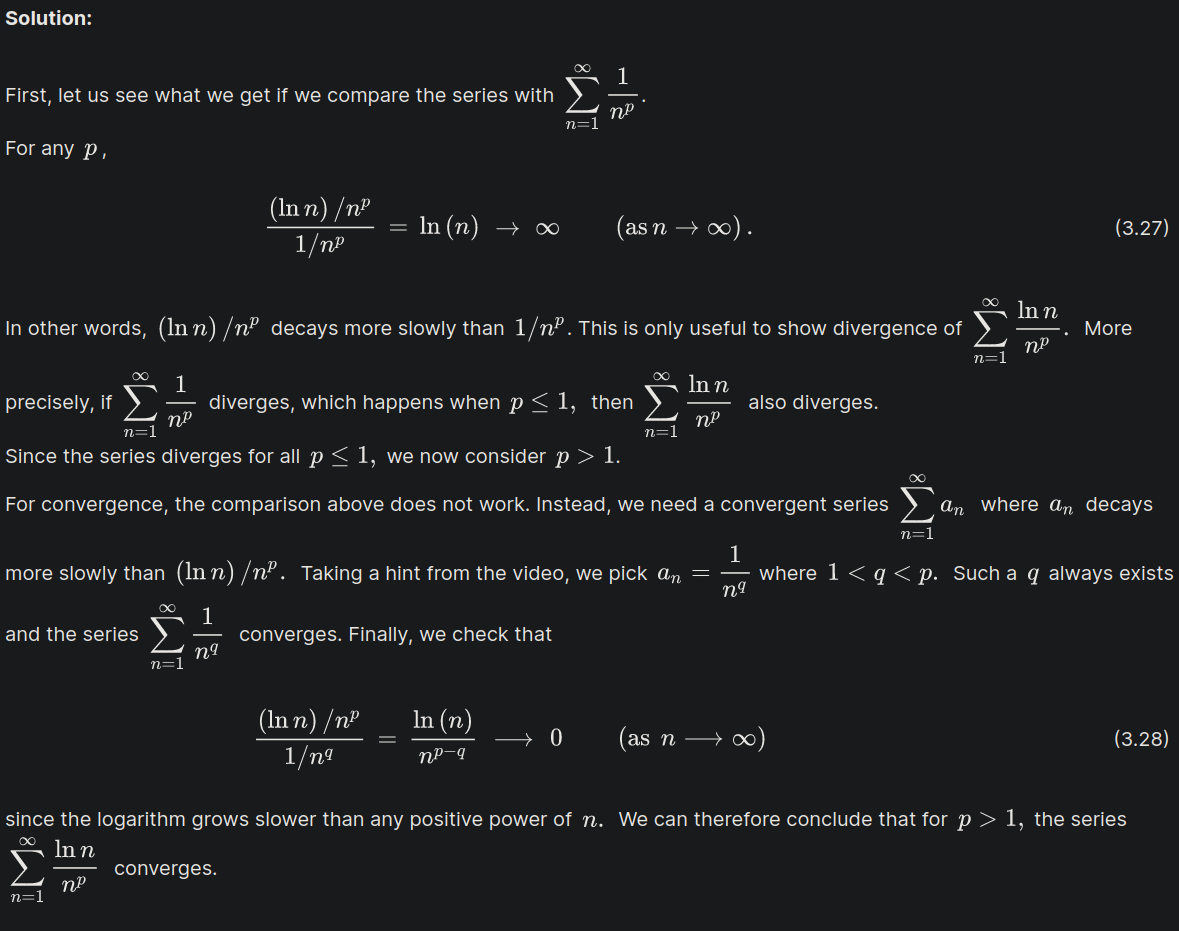 Solution:
First, let us see what we get if we compare the series with $\sum_{n=1}^{\infty} \frac{1}{n^p}.$
For any $p,$
$\frac{(\ln n)/n^p}{1/n^p} = \ln(n) \to \infty \quad (\text{as } n \to \infty).$ (3.27)
In other words, $(\ln n)/n^p$ decays more slowly than $1/n^p.$ This is only useful to show divergence of $\sum_{n=1}^{\infty} \frac{\ln n}{n^p}.$ More
precisely, if $\sum_{n=1}^{\infty} \frac{1}{n^p}$ diverges, which happens when $p \leq 1,$ then $\sum_{n=1}^{\infty} \frac{\ln n}{n^p}$ also diverges.
Since the series diverges for all $p \leq 1,$ we now consider $p > 1.$
For convergence, the comparison above does not work. Instead, we need a convergent series $\sum_{n=1}^{\infty} a_n$ where $a_n$ decays
more slowly than $(\ln n)/n^p.$ Taking a hint from the video, we pick $a_n = \frac{1}{n^q}$ where $1 < q < p.$ Such a $q$ always exists
and the series $\sum_{n=1}^{\infty} \frac{1}{n^q}$ converges. Finally, we check that
$\frac{(\ln n)/n^p}{1/n^q} = \frac{\ln(n)}{n^{p-q}} \longrightarrow 0 \quad (\text{as } n \longrightarrow \infty)$ (3.28)
since the logarithm grows slower than any positive power of $n.$ We can therefore conclude that for $p > 1,$ the series
$\sum_{n=1}^{\infty} \frac{\ln n}{n^p}$ converges.